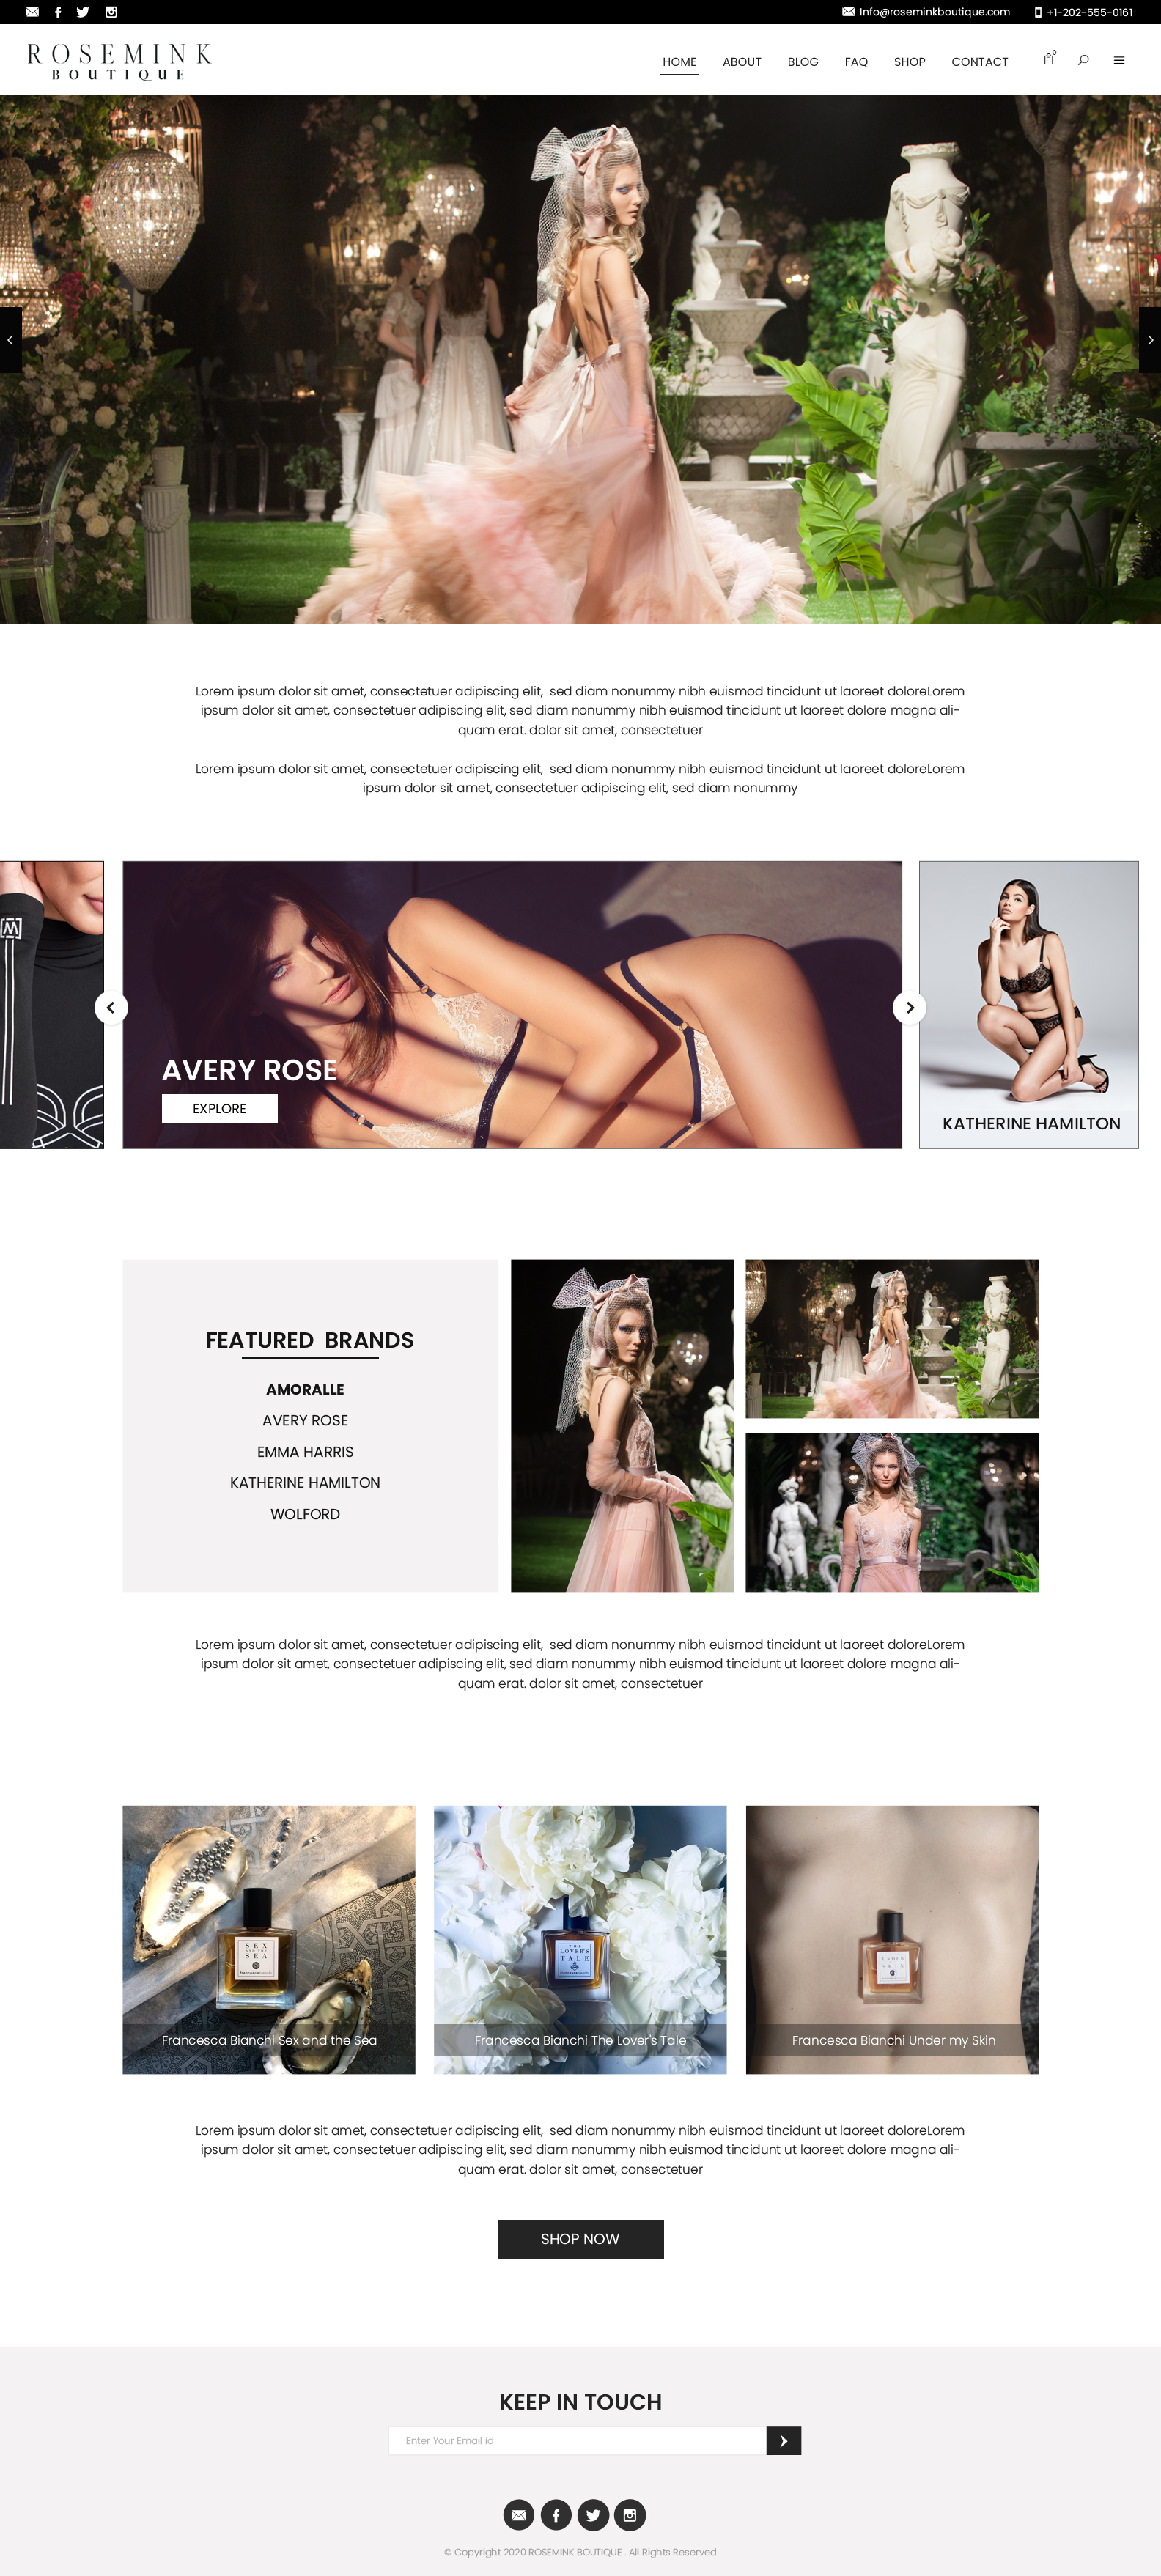 Info@roseminkboutique.com +1-202-555-0161
ROSEMINK
BOUTIQUE
HOME ABOUT BLOG FAQ SHOP CONTACT 0
Lorem ipsum dolor sit amet, consectetuer adipiscing elit, sed diam nonummy nibh euismod tincidunt ut laoreet doloreLorem
ipsum dolor sit amet, consectetuer adipiscing elit, sed diam nonummy nibh euismod tincidunt ut laoreet dolore magna ali-
quam erat. dolor sit amet, consectetuer
Lorem ipsum dolor sit amet, consectetuer adipiscing elit, sed diam nonummy nibh euismod tincidunt ut laoreet doloreLorem
ipsum dolor sit amet, consectetuer adipiscing elit, sed diam nonummy
AVERY ROSE
EXPLORE
KATHERINE HAMILTON
FEATURED BRANDS
AMORALLE
AVERY ROSE
EMMA HARRIS
KATHERINE HAMILTON
WOLFORD
Lorem ipsum dolor sit amet, consectetuer adipiscing elit, sed diam nonummy nibh euismod tincidunt ut laoreet doloreLorem
ipsum dolor sit amet, consectetuer adipiscing elit, sed diam nonummy nibh euismod tincidunt ut laoreet dolore magna ali-
quam erat. dolor sit amet, consectetuer
SEX
AND THE
SEA
Francesca Bianchi Sex and the Sea
THE
LOVER'S
TALE
Francesca Bianchi The Lover's Tale
UNDER
SKIN
Francesca Bianchi Under my Skin
Lorem ipsum dolor sit amet, consectetuer adipiscing elit, sed diam nonummy nibh euismod tincidunt ut laoreet doloreLorem
ipsum dolor sit amet, consectetuer adipiscing elit, sed diam nonummy nibh euismod tincidunt ut laoreet dolore magna ali-
quam erat. dolor sit amet, consectetuer
SHOP NOW
KEEP IN TOUCH
Enter Your Email id
© Copyright 2020 ROSEMINK BOUTIQUE . All Rights Reserved